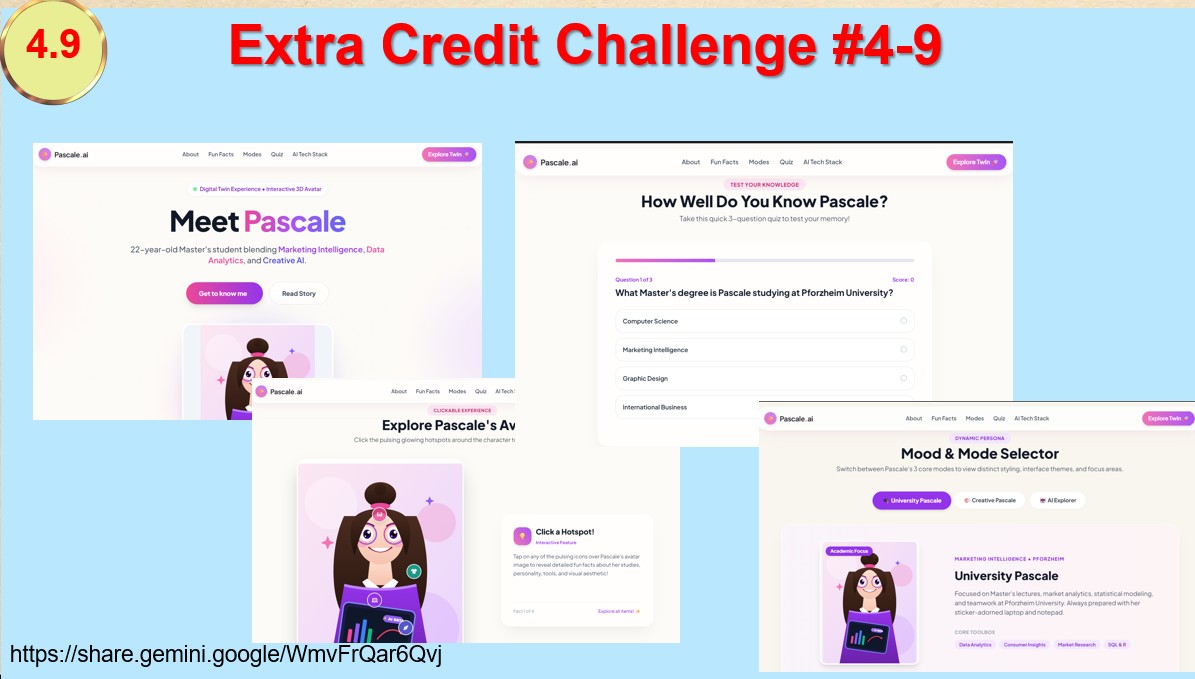 4.9
Extra Credit Challenge #4-9
Pascale.ai
About Fun Facts Modes Quiz AI Tech Stack
Explore Twin
Digital Twin Experience • Interactive 3D Avatar
Meet Pascale
22-year-old Master's student blending Marketing Intelligence, Data
Analytics, and Creative AI.
Get to know me
Read Story
Pascale.ai
About Fun Facts Modes Quiz AI Tech Stack
Explore Twin
TEST YOUR KNOWLEDGE
How Well Do You Know Pascale?
Take this quick 3-question quiz to test your memory!
Question 1 of 3
Score: 0
What Master's degree is Pascale studying at Pforzheim University?
Computer Science
Marketing Intelligence
Graphic Design
International Business
Pascale.ai
About Fun Facts Modes Quiz AI Tech
CLICKABLE EXPERIENCE
Explore Pascale's Av
Click the pulsing glowing hotspots around the character
Click a Hotspot!
Interactive Feature
Tap on any of the pulsing icons over Pascale's avatar
image to reveal detailed fun facts about her studies,
personality, tools, and visual aesthetic!
Fact 1 of 4
Explore all items!
Pascale.ai
About Fun Facts Modes Quiz AI Tech Stack
Explore Twin
DYNAMIC PERSONA
Mood & Mode Selector
Switch between Pascale's 3 core modes to view distinct styling, interface themes, and focus areas.
University Pascale
Creative Pascale
AI Explorer
Academic Focus
MARKETING INTELLIGENCE • PFORZHEIM
University Pascale
Focused on Master's lectures, market analytics, statistical modeling,
and teamwork at Pforzheim University. Always prepared with her
sticker-adorned laptop and notepad.
CORE TOOLBOX
Data Analytics Consumer Insights Market Research SQL & R
https://share.gemini.google/WmvFrQar6Qvj